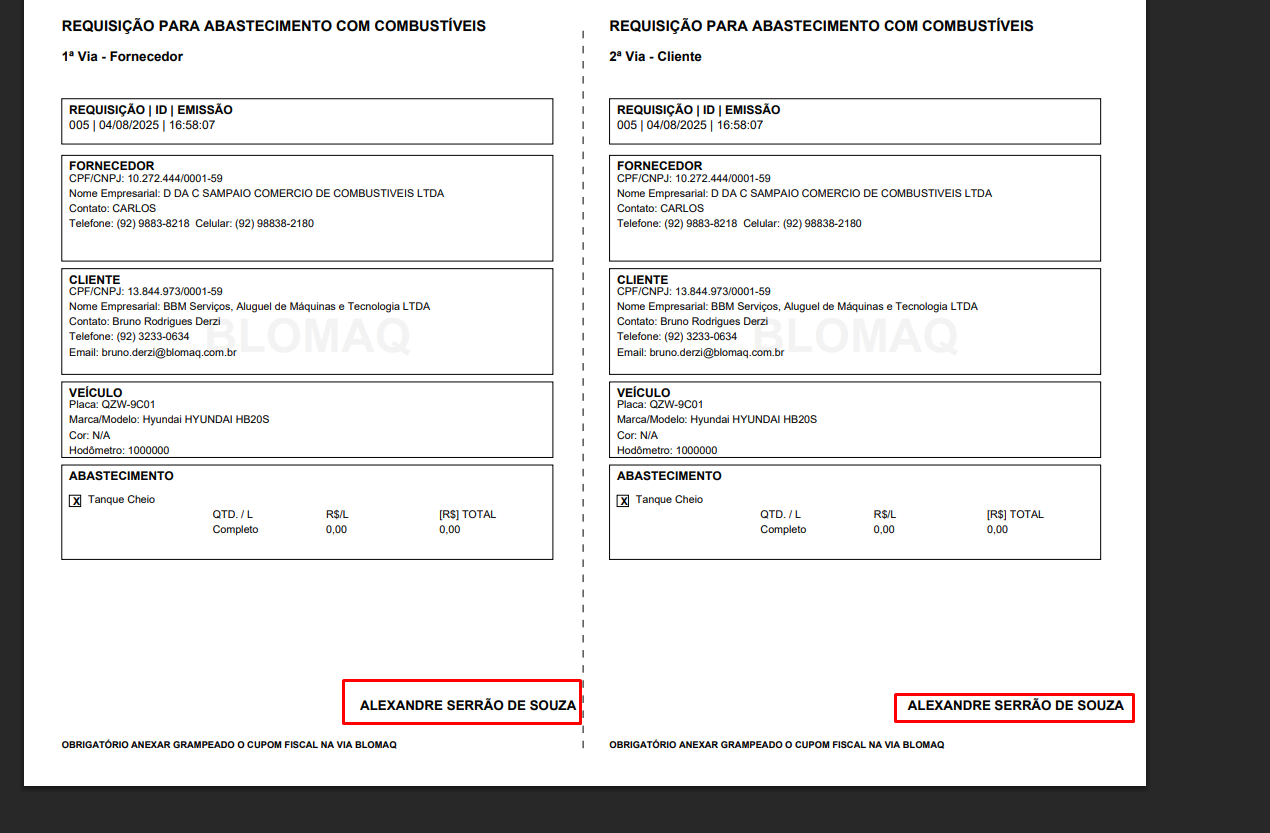 REQUISIÇÃO PARA ABASTECIMENTO COM COMBUSTÍVEIS
1ª Via - Fornecedor
REQUISIÇÃO | ID | EMISSÃO
005 | 04/08/2025 | 16:58:07
FORNECEDOR
CPF/CNPJ: 10.272.444/0001-59
Nome Empresarial: D DA C SAMPAIO COMERCIO DE COMBUSTIVEIS LTDA
Contato: CARLOS
Telefone: (92) 9883-8218  Celular: (92) 98838-2180
CLIENTE
CPF/CNPJ: 13.844.973/0001-59
Nome Empresarial: BBM Serviços, Aluguel de Máquinas e Tecnologia LTDA
Contato: Bruno Rodrigues Derzi
Telefone: (92) 3233-0634
Email: bruno.derzi@blomaq.com.br
BLOMAQ
VEÍCULO
Placa: QZW-9C01
Marca/Modelo: Hyundai HYUNDAI HB20S
Cor: N/A
Hodômetro: 1000000
ABASTECIMENTO
X Tanque Cheio
QTD. / L R$/L [R$] TOTAL
Completo 0,00 0,00
ALEXANDRE SERRÃO DE SOUZA
OBRIGATÓRIO ANEXAR GRAMPEADO O CUPOM FISCAL NA VIA BLOMAQ
REQUISIÇÃO PARA ABASTECIMENTO COM COMBUSTÍVEIS
2ª Via - Cliente
REQUISIÇÃO | ID | EMISSÃO
005 | 04/08/2025 | 16:58:07
FORNECEDOR
CPF/CNPJ: 10.272.444/0001-59
Nome Empresarial: D DA C SAMPAIO COMERCIO DE COMBUSTIVEIS LTDA
Contato: CARLOS
Telefone: (92) 9883-8218  Celular: (92) 98838-2180
CLIENTE
CPF/CNPJ: 13.844.973/0001-59
Nome Empresarial: BBM Serviços, Aluguel de Máquinas e Tecnologia LTDA
Contato: Bruno Rodrigues Derzi
Telefone: (92) 3233-0634
Email: bruno.derzi@blomaq.com.br
BLOMAQ
VEÍCULO
Placa: QZW-9C01
Marca/Modelo: Hyundai HYUNDAI HB20S
Cor: N/A
Hodômetro: 1000000
ABASTECIMENTO
X Tanque Cheio
QTD. / L R$/L [R$] TOTAL
Completo 0,00 0,00
ALEXANDRE SERRÃO DE SOUZA
OBRIGATÓRIO ANEXAR GRAMPEADO O CUPOM FISCAL NA VIA BLOMAQ